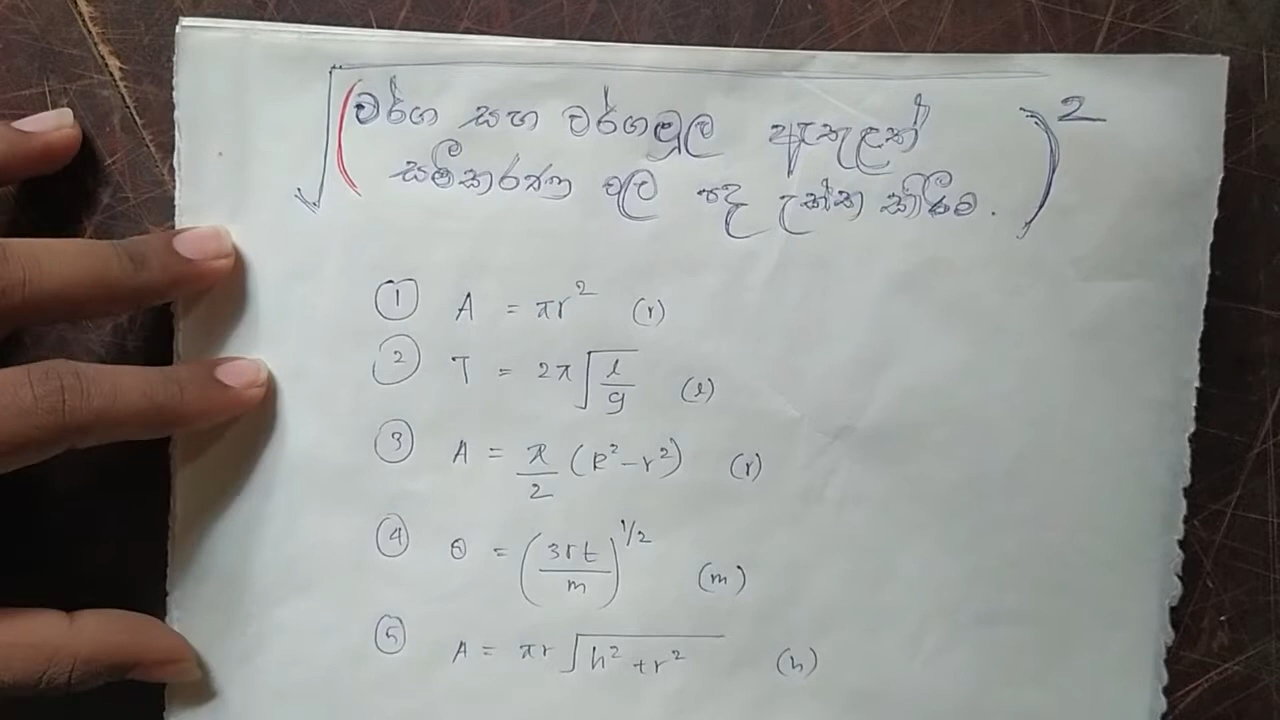 √(වර්ග සහ වර්ගමූල ඇතුළත්
සමීකරණ වල පද උක්ත කිරීම.)²
① A = πr² (r)
② T = 2π√(l/g) (l)
③ A = π/2 (R²-r²) (r)
④ θ = (3rt/m)^1/2 (m)
⑤ A = πr√(h²+r²) (h)